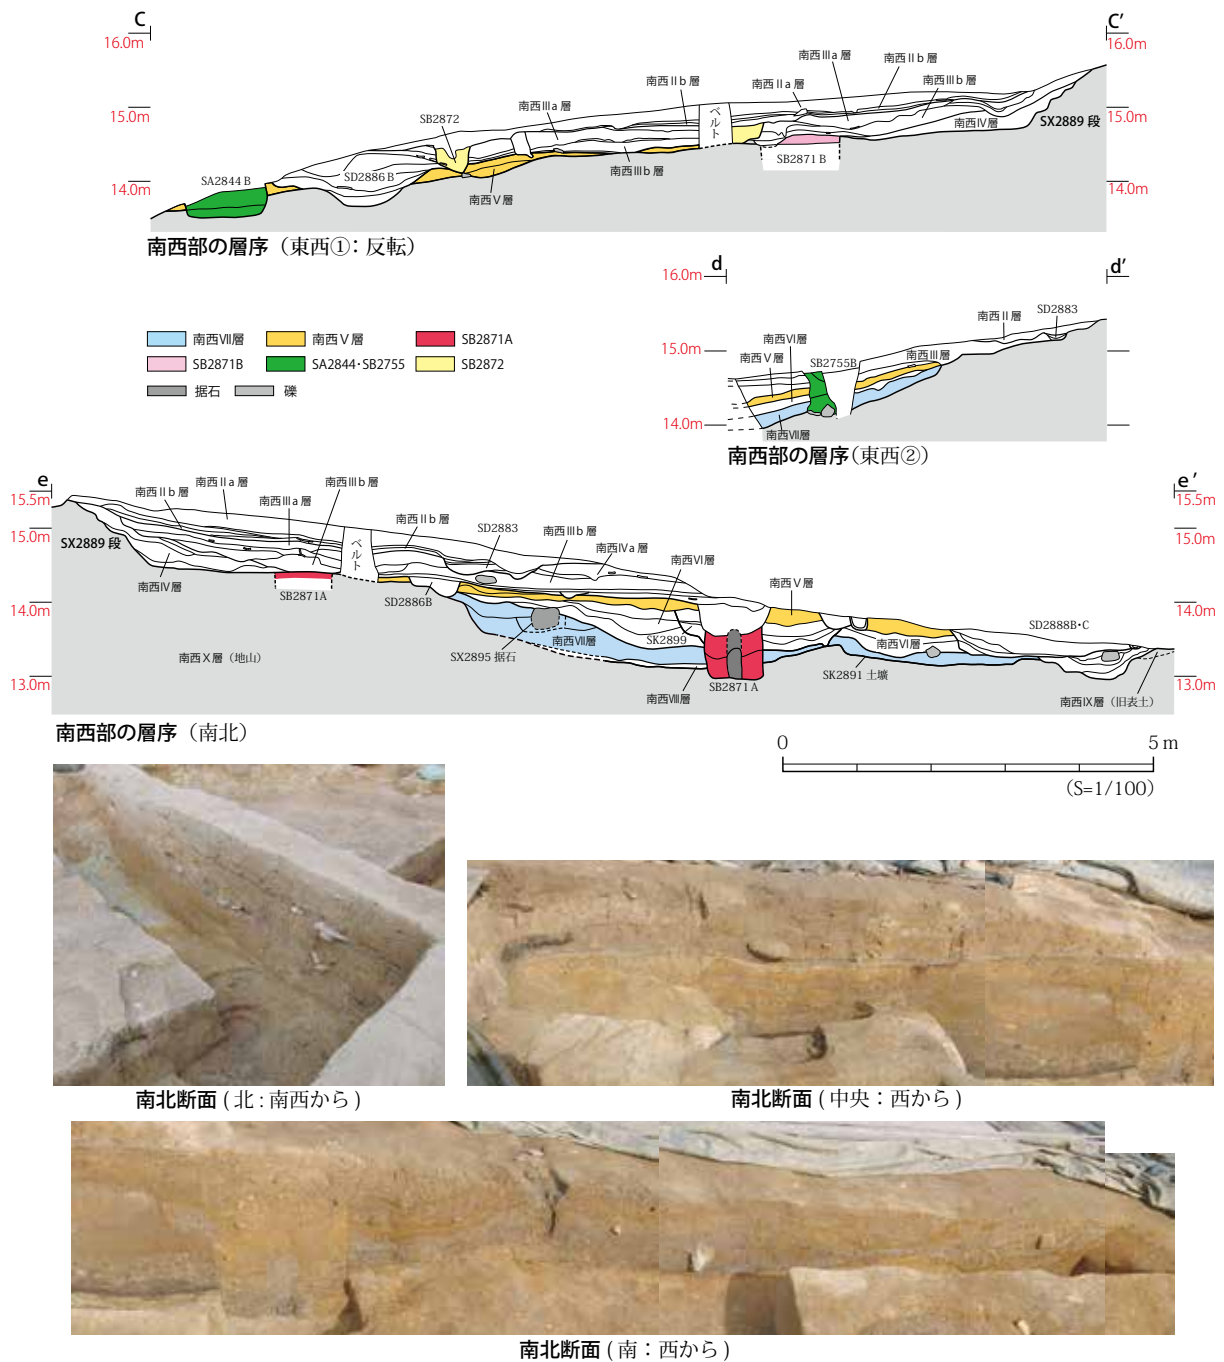 C
C’
16.0m
16.0m
南西Ⅲa 層
南西Ⅱb 層
南西Ⅱb 層
南西Ⅱa 層
南西Ⅲb 層
南西Ⅲa 層
ベルト
15.0m
15.0m
SB2872
南西Ⅳ層
SX2889 段
SB2871 B
南西Ⅲb 層
SA2844 B
SD2886 B
14.0m
14.0m
南西Ⅴ層
南西部の層序（東西①：反転）
d
d’
16.0m
南西Ⅱ層
SD2883
南西Ⅶ層
南西Ⅴ層
SB2871A
SB2871B
SA2844・SB2755
SB2872
据石
礫
南西Ⅵ層
15.0m
南西Ⅴ層
SB2755B
南西Ⅲ層
14.0m
南西Ⅶ層
南西部の層序（東西②）
e
e’
15.5m
15.5m
南西Ⅱb 層
南西Ⅱa 層
南西Ⅲa 層
南西Ⅲb 層
ベルト
南西Ⅱb 層
SD2883
南西Ⅲb 層
南西Ⅳa 層
南西Ⅵ層
15.0m
15.0m
SX2889 段
南西Ⅳ層
SB2871A
SD2886B
南西Ⅴ層
14.0m
14.0m
SD2888B・C
SK2899
南西Ⅶ層
SX2895 据石
南西Ⅵ層
南西Ⅹ層（地山）
SK2891 土壙
13.0m
13.0m
SB2871 A
南西Ⅷ層
南西Ⅸ層（旧表土）
南西部の層序（南北）
0
5 m
（S=1/100）
南北断面 ( 北 : 南西から )
南北断面 ( 中央：西から )
南北断面 ( 南：西から )